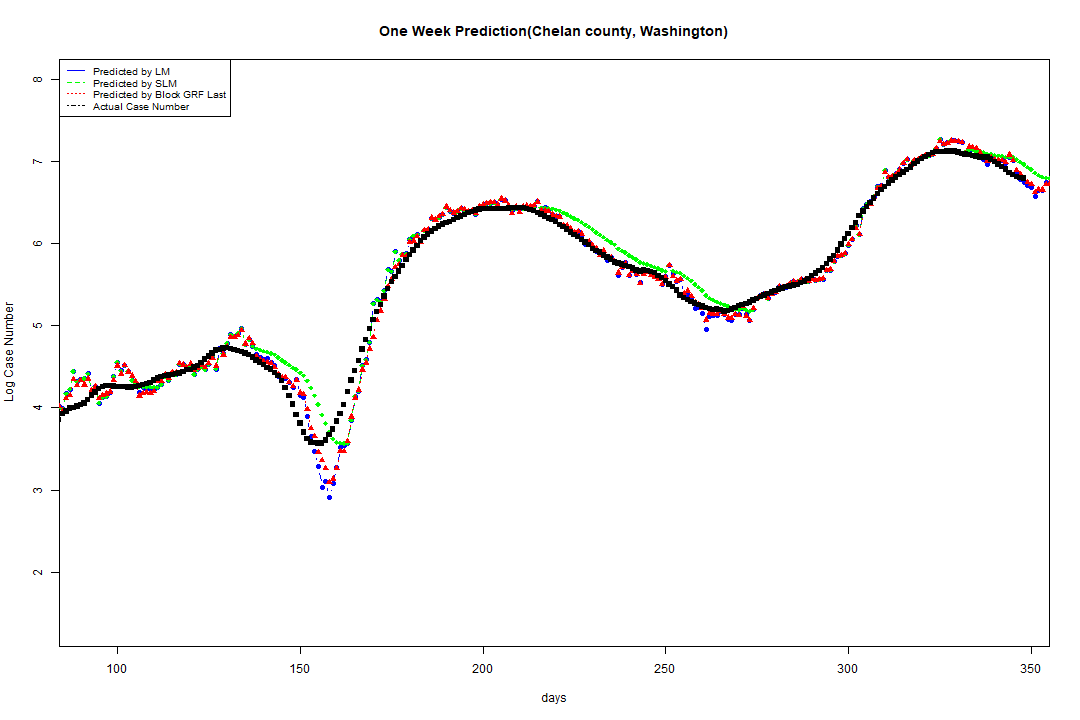 One Week Prediction(Chelan county, Washington)
Predicted by LM
Predicted by SLM
Predicted by Block GRF Last
Actual Case Number
8
7
6
5
4
3
2
Log Case Number
100 150 200 250 300 350
days